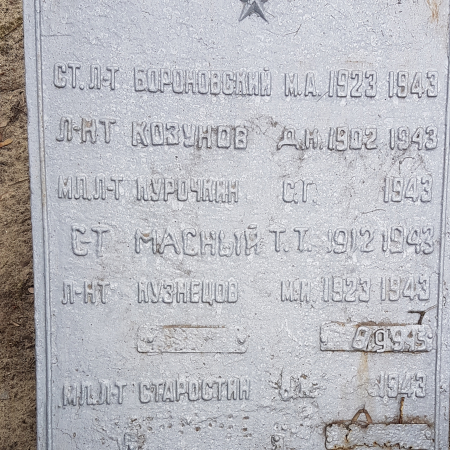 СТ. Л-Т БОРОНОВСКИЙ М.А. 1923 1943
Л-НТ КОЗУНОВ Д.Н. 1902 1943
МЛ.Л-Т КУРОЧКИН С.Г. 1943
СТ МАСНЫЙ Т.Т. 1912 1943
Л-НТ КУЗНЕЦОВ М.И. 1923 1943
МЛ.Л-Т СТАРОСТИН 1943